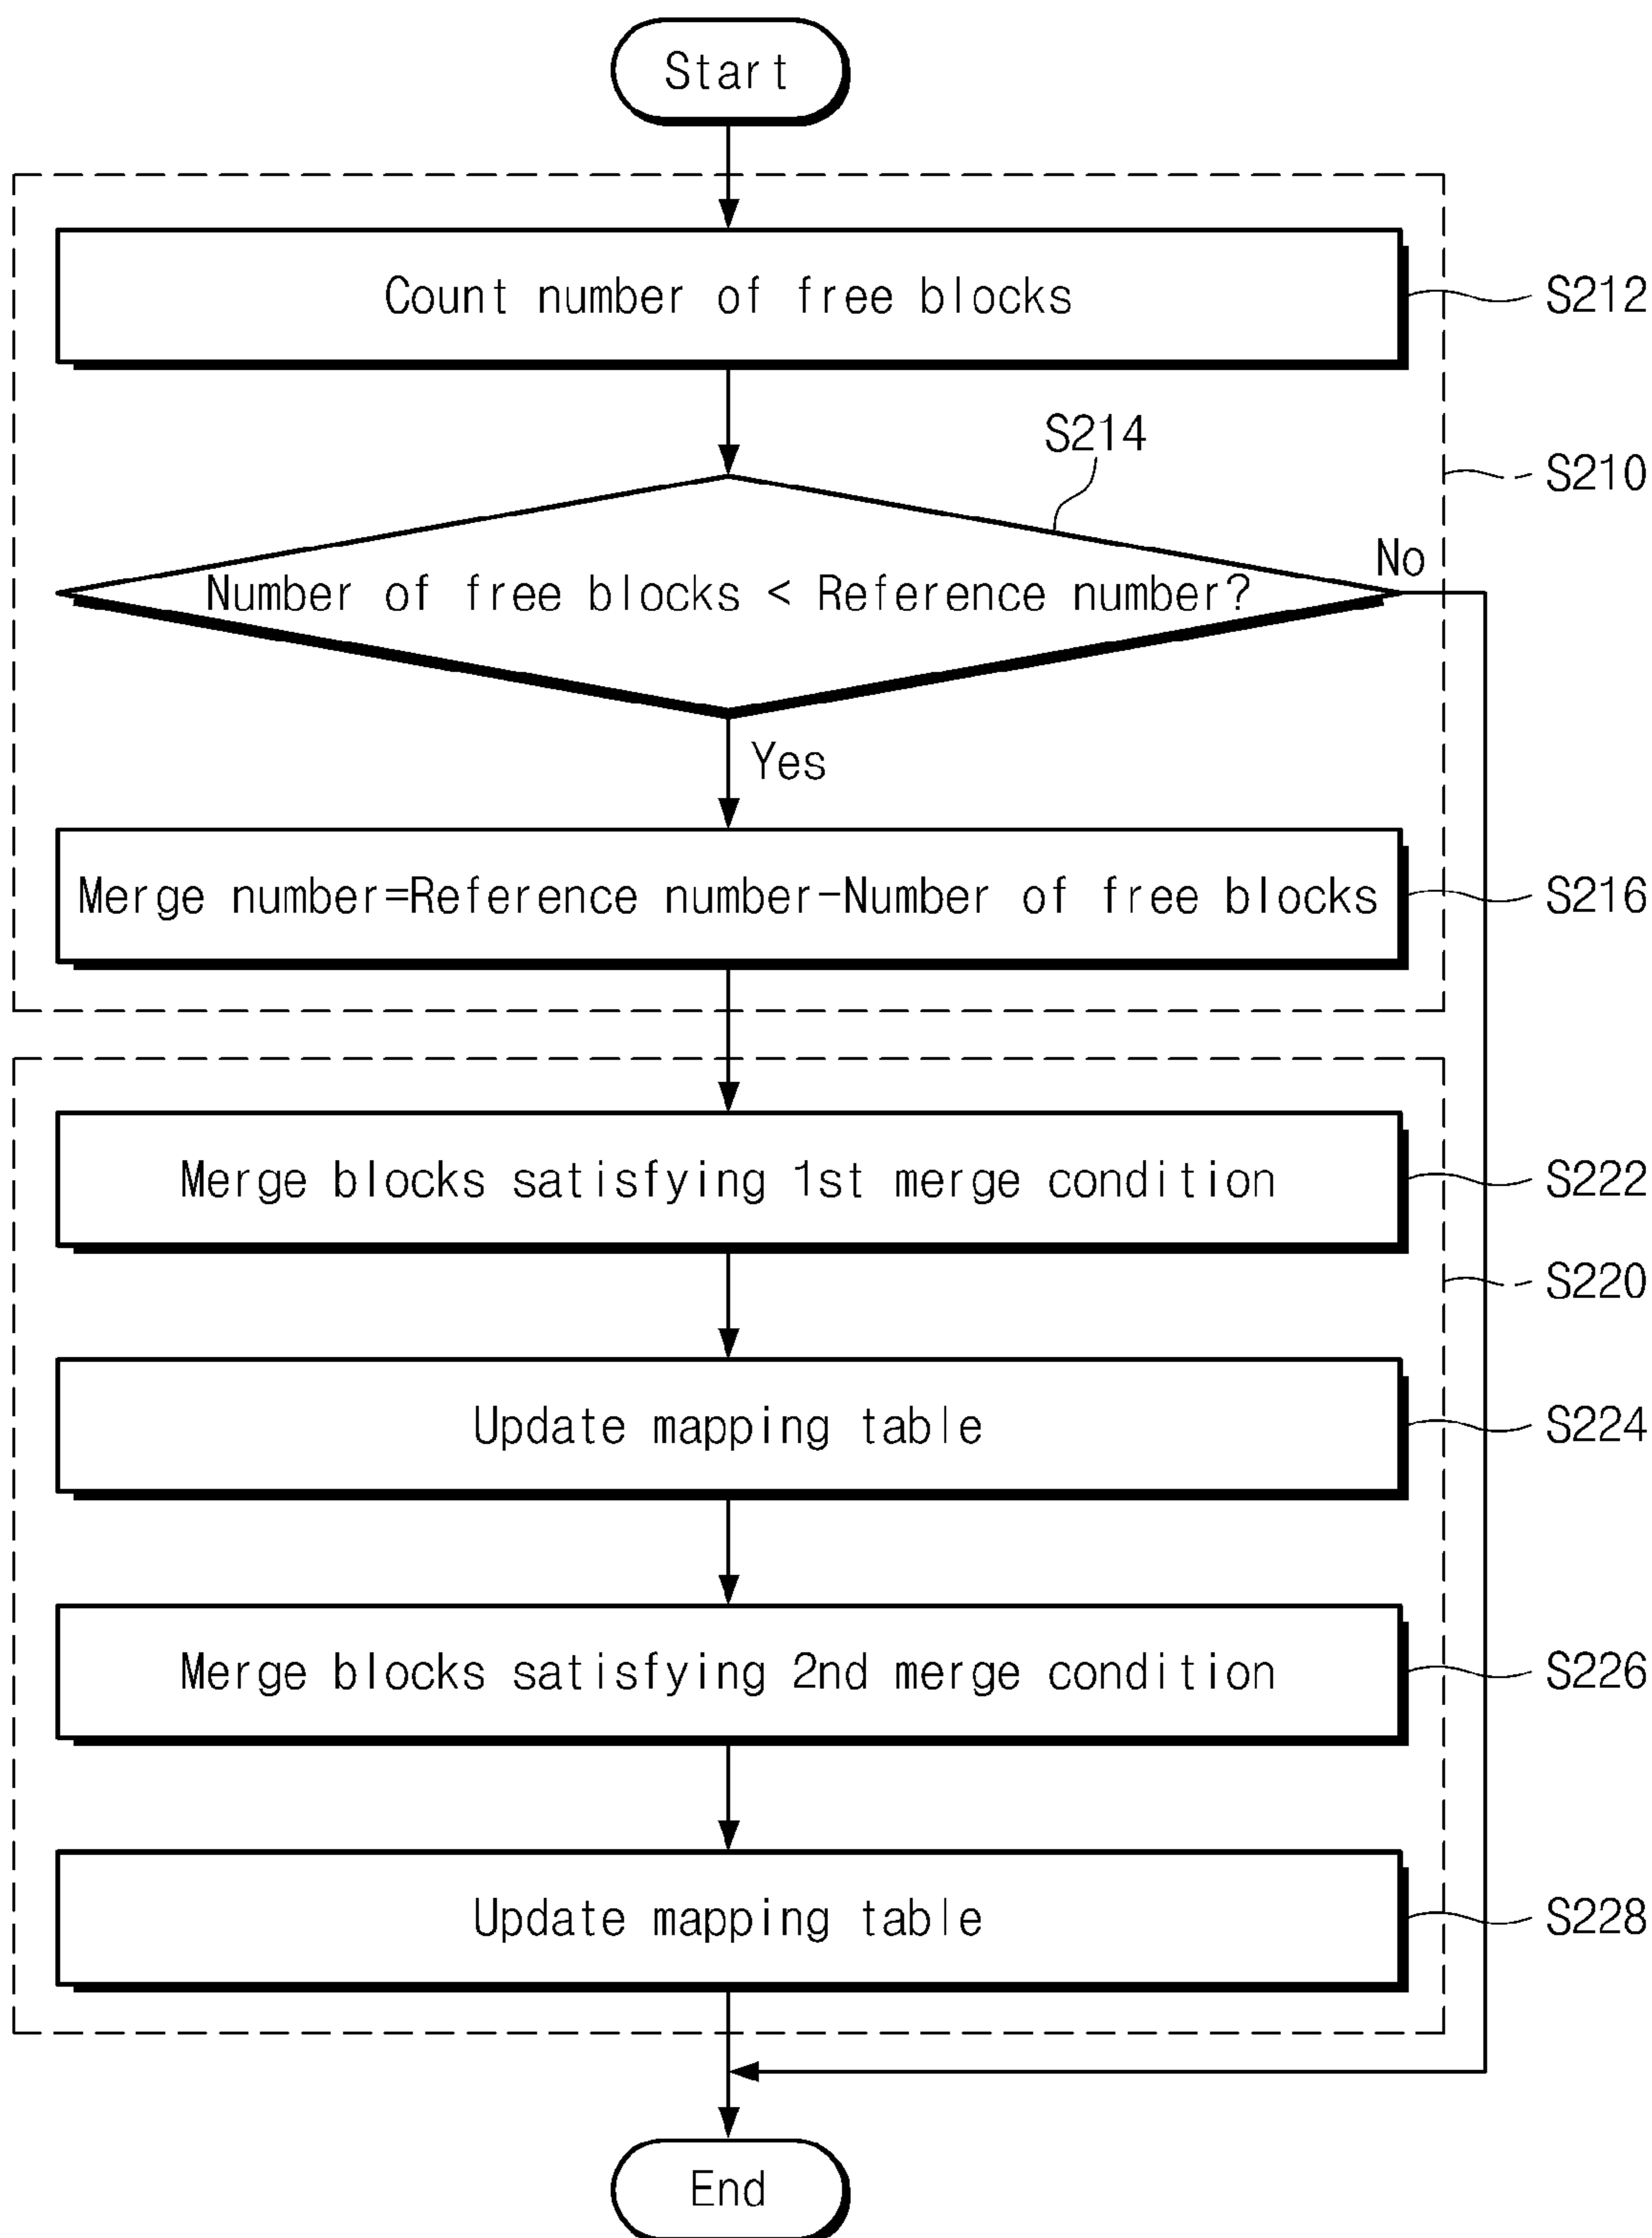 Start
Count number of free blocks
S212
S214
S210
No
Number of free blocks < Reference number?
Yes
Merge number=Reference number-Number of free blocks
S216
Merge blocks satisfying 1st merge condition
S222
S220
Update mapping table
S224
Merge blocks satisfying 2nd merge condition
S226
Update mapping table
S228
End